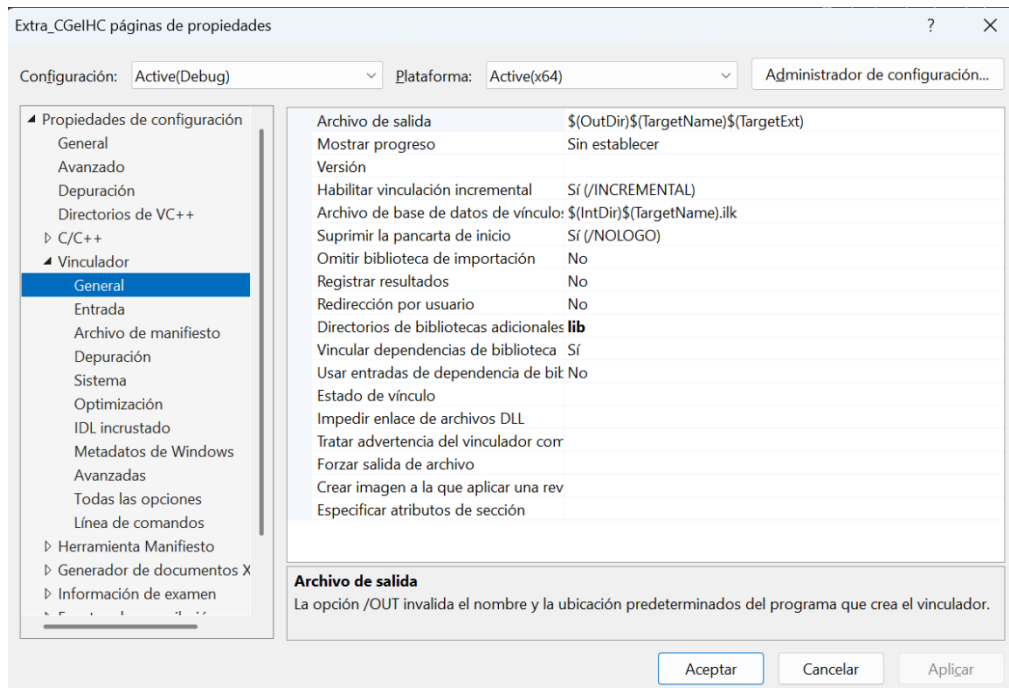 Extra_CGeIHC páginas de propiedades ? ×
Configuración: Active(Debug) Plataforma: Active(x64) Administrador de configuración...
Propiedades de configuración
General
Avanzado
Depuración
Directorios de VC++
C/C++
Vinculador
General
Entrada
Archivo de manifiesto
Depuración
Sistema
Optimización
IDL incrustado
Metadatos de Windows
Avanzadas
Todas las opciones
Línea de comandos
Herramienta Manifiesto
Generador de documentos X
Información de examen
Archivo de salida $(OutDir)$(TargetName)$(TargetExt)
Mostrar progreso Sin establecer
Versión
Habilitar vinculación incremental Sí (/INCREMENTAL)
Archivo de base de datos de vínculos $(IntDir)$(TargetName).ilk
Suprimir la pancarta de inicio Sí (/NOLOGO)
Omitir biblioteca de importación No
Registrar resultados No
Redirección por usuario No
Directorios de bibliotecas adicionales lib
Vincular dependencias de biblioteca Sí
Usar entradas de dependencia de bib No
Estado de vínculo
Impedir enlace de archivos DLL
Tratar advertencia del vinculador com
Forzar salida de archivo
Crear imagen a la que aplicar una rev
Especificar atributos de sección
Archivo de salida
La opción /OUT invalida el nombre y la ubicación predeterminados del programa que crea el vinculador.
Aceptar Cancelar Aplicar